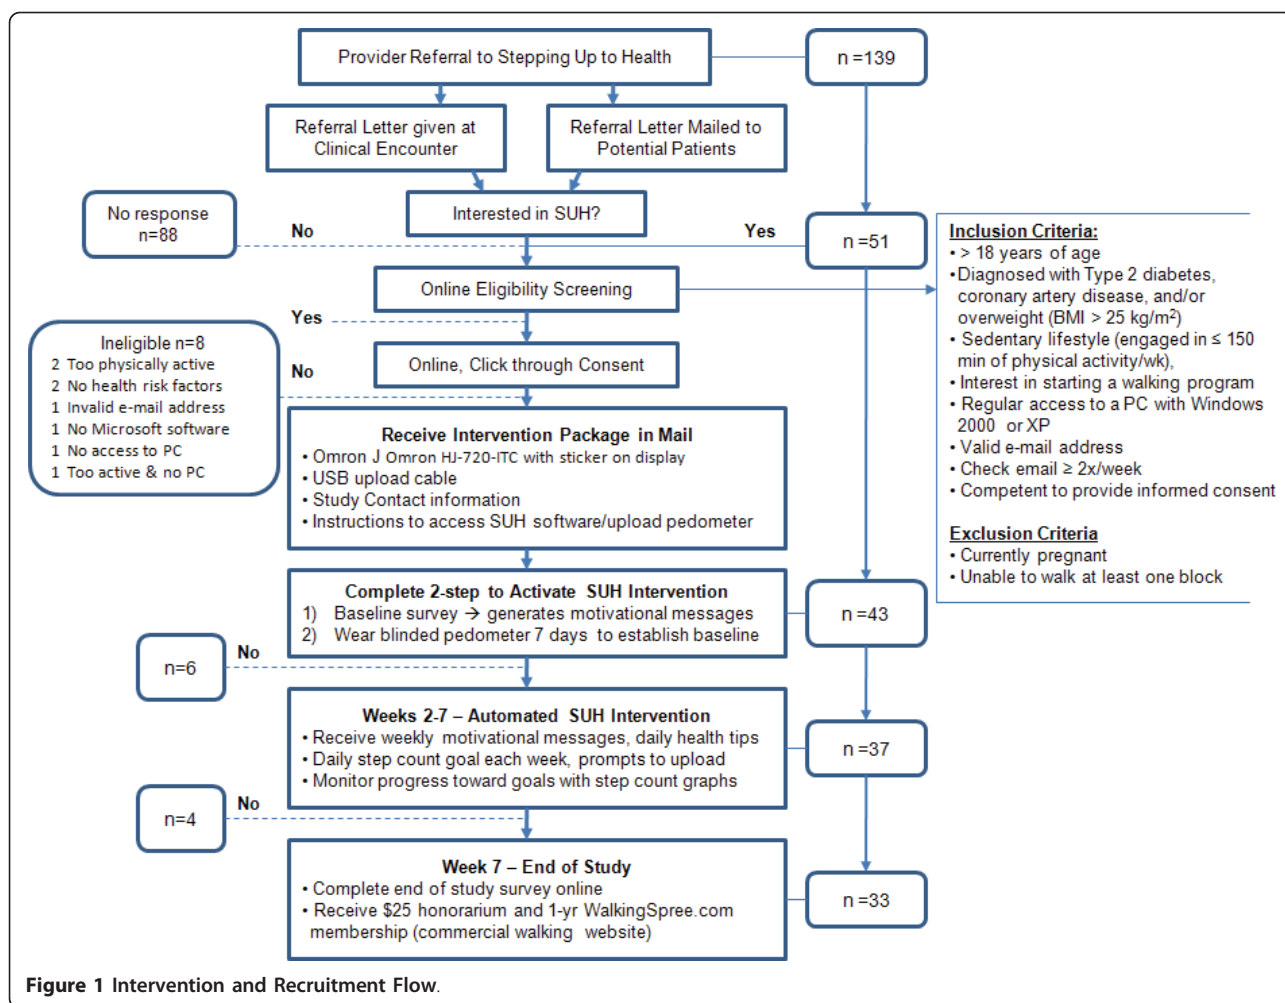 Provider Referral to Stepping Up to Health
n =139
Referral Letter given at
Clinical Encounter
Referral Letter Mailed to
Potential Patients
Interested in SUH?
No response
n=88
No
Yes
n =51
Online Eligibility Screening
Inclusion Criteria:
• > 18 years of age
• Diagnosed with Type 2 diabetes,
coronary artery disease, and/or
overweight (BMI > 25 kg/m²)
• Sedentary lifestyle (engaged in ≤ 150
min of physical activity/wk),
• Interest in starting a walking program
• Regular access to a PC with Windows
2000 or XP
• Valid e-mail address
• Check email ≥ 2x/week
• Competent to provide informed consent
Exclusion Criteria
• Currently pregnant
• Unable to walk at least one block
Yes
Online, Click through Consent
Ineligible n=8
2 Too physically active
2 No health risk factors
1 Invalid e-mail address
1 No Microsoft software
1 No access to PC
1 Too active & no PC
No
Receive Intervention Package in Mail
• Omron J Omron HJ-720-ITC with sticker on display
• USB upload cable
• Study Contact information
• Instructions to access SUH software/upload pedometer
Complete 2-step to Activate SUH Intervention
1) Baseline survey → generates motivational messages
2) Wear blinded pedometer 7 days to establish baseline
n =43
n=6
No
Weeks 2-7 – Automated SUH Intervention
• Receive weekly motivational messages, daily health tips
• Daily step count goal each week, prompts to upload
• Monitor progress toward goals with step count graphs
n =37
n=4
No
Week 7 – End of Study
• Complete end of study survey online
• Receive $25 honorarium and 1-yr WalkingSpree.com
membership (commercial walking website)
n =33
Figure 1 Intervention and Recruitment Flow.